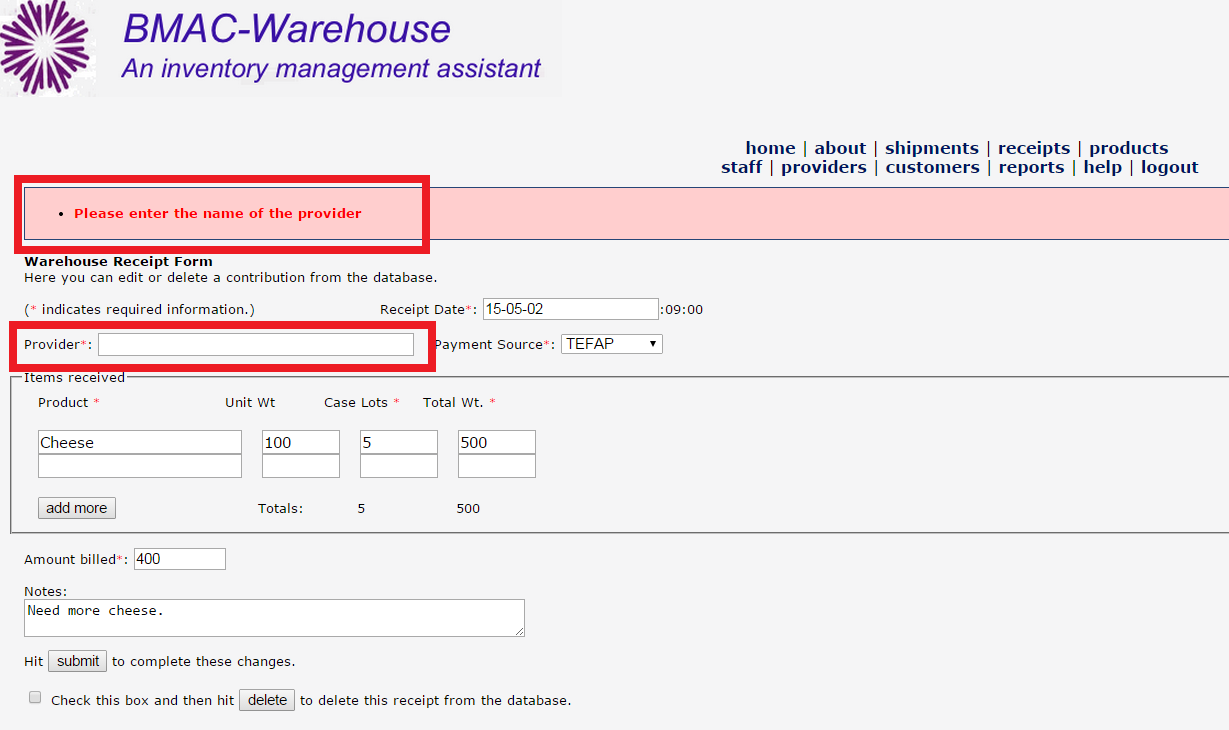 BMAC-Warehouse
An inventory management assistant
home | about | shipments | receipts | products
staff | providers | customers | reports | help | logout
• Please enter the name of the provider
Warehouse Receipt Form
Here you can edit or delete a contribution from the database.
(* indicates required information.) Receipt Date*: 15-05-02 :09:00
Provider*: Payment Source*: TEFAP
Items received
Product * Unit Wt Case Lots * Total Wt. *
Cheese 100 5 500
add more Totals: 5 500
Amount billed*: 400
Notes:
Need more cheese.
Hit submit to complete these changes.
Check this box and then hit delete to delete this receipt from the database.